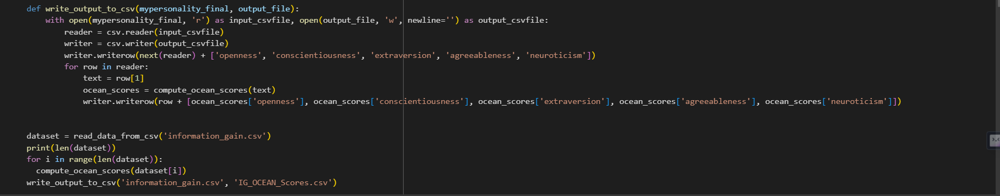 def write_output_to_csv(mypersonality_final, output_file):
    with open(mypersonality_final, 'r') as input_csvfile, open(output_file, 'w', newline='') as output_csvfile:
        reader = csv.reader(input_csvfile)
        writer = csv.writer(output_csvfile)
        writer.writerow(next(reader) + ['openness', 'conscientiousness', 'extraversion', 'agreeableness', 'neuroticism'])
        for row in reader:
            text = row[1]
            ocean_scores = compute_ocean_scores(text)
            writer.writerow(row + [ocean_scores['openness'], ocean_scores['conscientiousness'], ocean_scores['extraversion'], ocean_scores['agreeableness'], ocean_scores['neuroticism']])
dataset = read_data_from_csv('information_gain.csv')
print(len(dataset))
for i in range(len(dataset)):
  compute_ocean_scores(dataset[i])
write_output_to_csv('information_gain.csv', 'IG_OCEAN_Scores.csv')